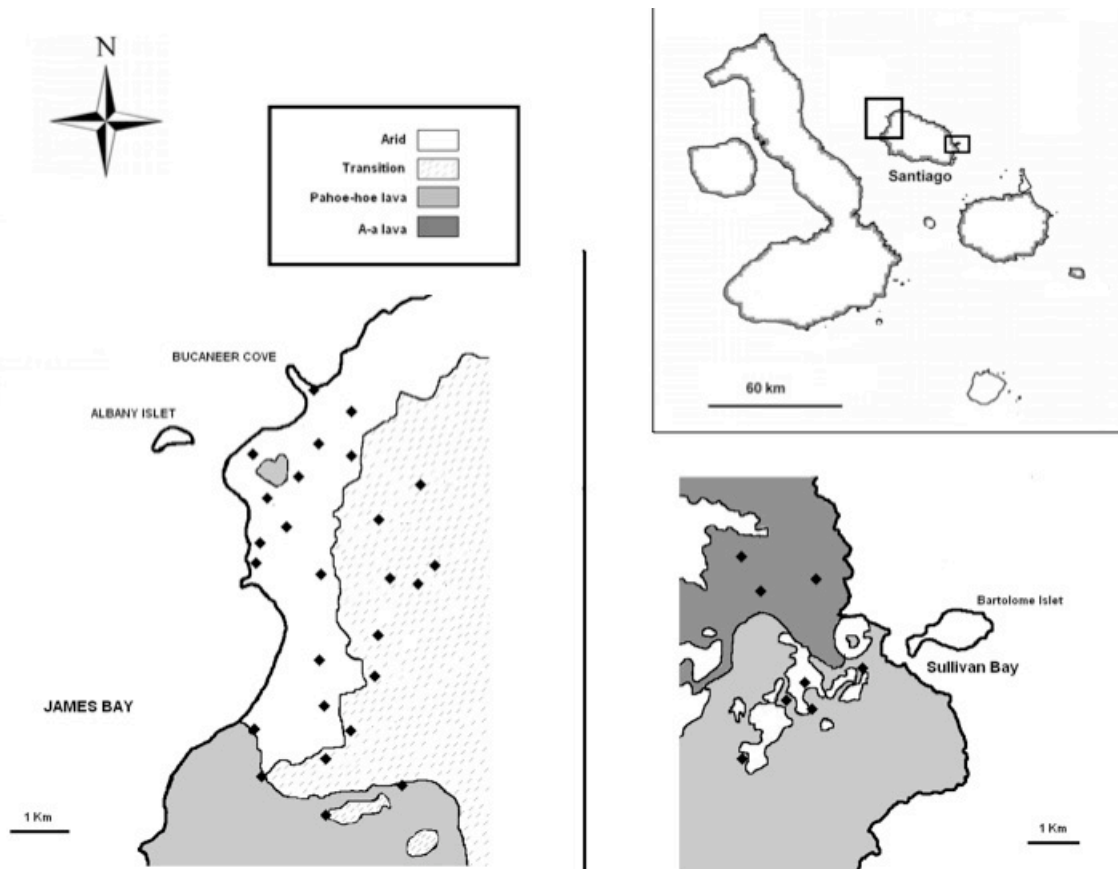 N
Arid
Transition
Pahoe-hoe lava
A-a lava
Santiago
60 km
BUCANEER COVE
ALBANY ISLET
JAMES BAY
1 Km
Bartolome Islet
Sullivan Bay
1 Km